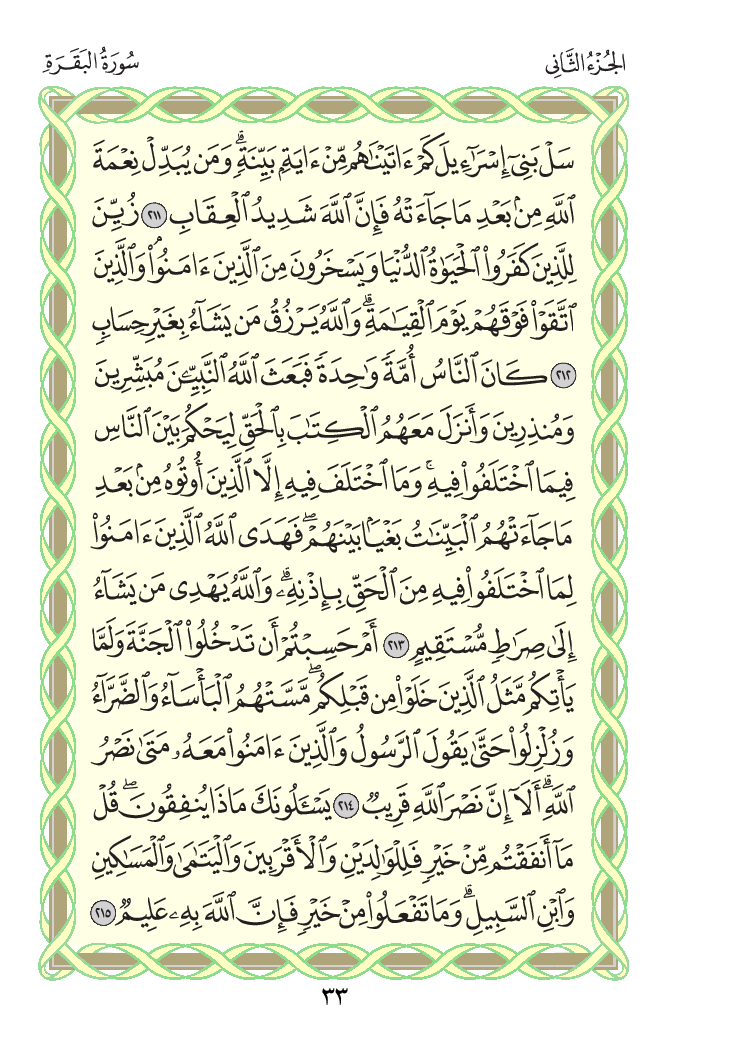 الجُزْءُ الثَّانِى
سُورَةُ البَقَرَةِ
سَلْ بَنِىٓ إِسْرَٰٓءِيلَ كَمْ ءَاتَيْنَٰهُم مِّنْ ءَايَةٍۭ بَيِّنَةٍۗ وَمَن يُبَدِّلْ نِعْمَةَ
ٱللَّهِ مِنۢ بَعْدِ مَا جَآءَتْهُ فَإِنَّ ٱللَّهَ شَدِيدُ ٱلْعِقَابِ ٢١١ زُيِّنَ
لِلَّذِينَ كَفَرُوا۟ ٱلْحَيَوٰةُ ٱلدُّنْيَا وَيَسْخَرُونَ مِنَ ٱلَّذِينَ ءَامَنُوا۟ۘ وَٱلَّذِينَ
ٱتَّقَوْا۟ فَوْقَهُمْ يَوْمَ ٱلْقِيَٰمَةِۗ وَٱللَّهُ يَرْزُقُ مَن يَشَآءُ بِغَيْرِ حِسَابٍ
٢١٢ كَانَ ٱلنَّاسُ أُمَّةً وَٰحِدَةً فَبَعَثَ ٱللَّهُ ٱلنَّبِيِّۦنَ مُبَشِّرِينَ
وَمُنذِرِينَ وَأَنزَلَ مَعَهُمُ ٱلْكِتَٰبَ بِٱلْحَقِّ لِيَحْكُمَ بَيْنَ ٱلنَّاسِ
فِيمَا ٱخْتَلَفُوا۟ فِيهِۚ وَمَا ٱخْتَلَفَ فِيهِ إِلَّا ٱلَّذِينَ أُوتُوهُ مِنۢ بَعْدِ
مَا جَآءَتْهُمُ ٱلْبَيِّنَٰتُ بَغْيًۢا بَيْنَهُمْۖ فَهَدَى ٱللَّهُ ٱلَّذِينَ ءَامَنُوا۟
لِمَا ٱخْتَلَفُوا۟ فِيهِ مِنَ ٱلْحَقِّ بِإِذْنِهِۦۗ وَٱللَّهُ يَهْدِى مَن يَشَآءُ
إِلَىٰ صِرَٰطٍ مُّسْتَقِيمٍ ٢١٣ أَمْ حَسِبْتُمْ أَن تَدْخُلُوا۟ ٱلْجَنَّةَ وَلَمَّا
يَأْتِكُم مَّثَلُ ٱلَّذِينَ خَلَوْا۟ مِن قَبْلِكُمۖ مَّسَّتْهُمُ ٱلْبَأْسَآءُ وَٱلضَّرَّآءُ
وَزُلْزِلُوا۟ حَتَّىٰ يَقُولَ ٱلرَّسُولُ وَٱلَّذِينَ ءَامَنُوا۟ مَعَهُۥ مَتَىٰ نَصْرُ
ٱللَّهِۗ أَلَآ إِنَّ نَصْرَ ٱللَّهِ قَرِيبٌ ٢١٤ يَسْـَٔلُونَكَ مَاذَا يُنفِقُونَۖ قُلْ
مَآ أَنفَقْتُم مِّنْ خَيْرٍ فَلِلْوَٰلِدَيْنِ وَٱلْأَقْرَبِينَ وَٱلْيَتَٰمَىٰ وَٱلْمَسَٰكِينِ
وَٱبْنِ ٱلسَّبِيلِۗ وَمَا تَفْعَلُوا۟ مِنْ خَيْرٍ فَإِنَّ ٱللَّهَ بِهِۦ عَلِيمٌ ٢١٥
٣٣